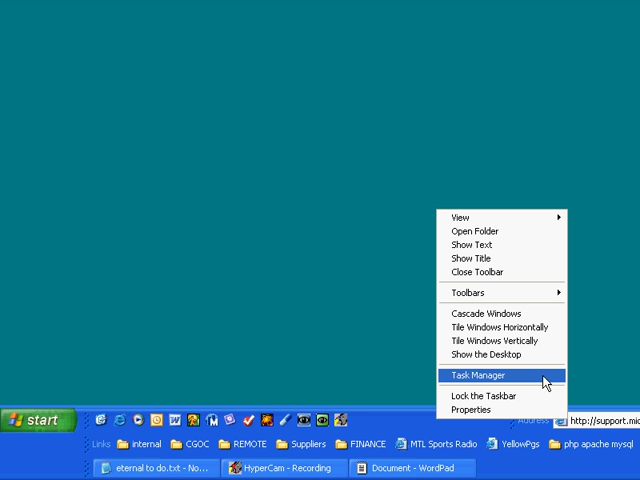 View
Open Folder
Show Text
Show Title
Close Toolbar
Toolbars
Cascade Windows
Tile Windows Horizontally
Tile Windows Vertically
Show the Desktop
Task Manager
Lock the Taskbar
Properties
start
Address http://support.mic
Links internal CGOC REMOTE Suppliers FINANCE MTL Sports Radio YellowPgs php apache mysql
eternal to do.txt - No... HyperCam - Recording Document - WordPad